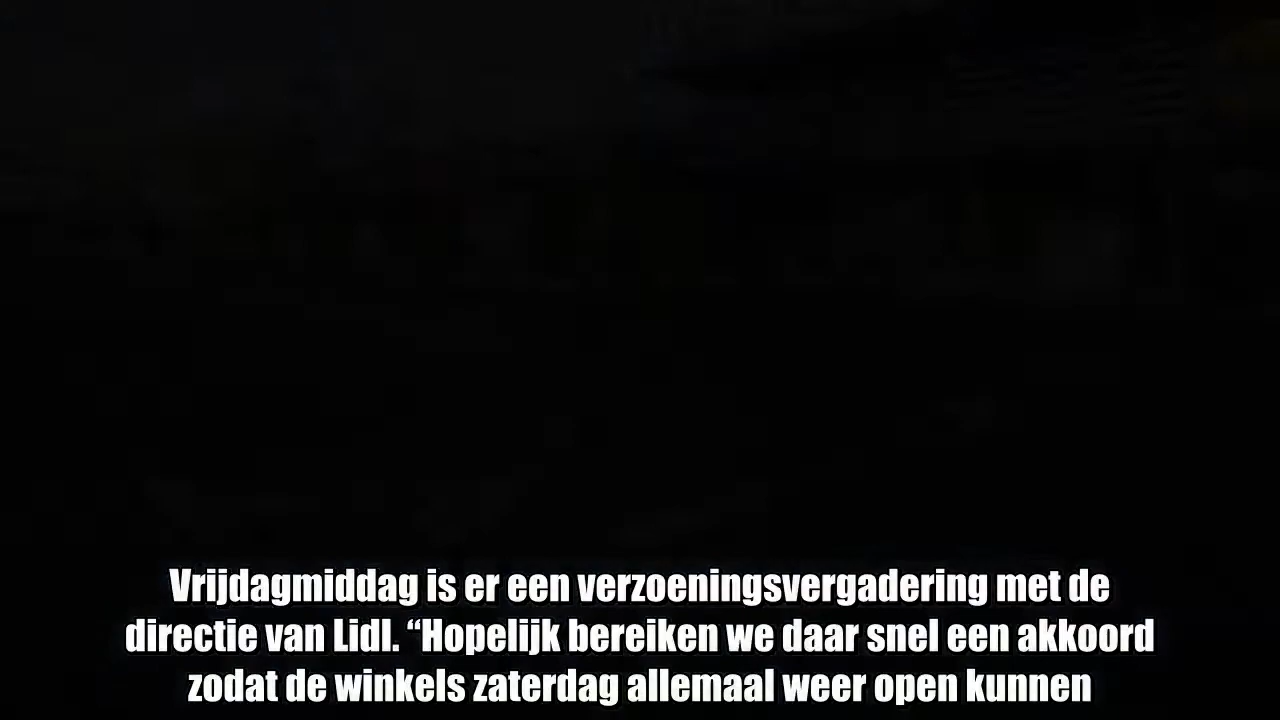 Vrijdagmiddag is er een verzoeningsvergadering met de
directie van Lidl. “Hopelijk bereiken we daar snel een akkoord
zodat de winkels zaterdag allemaal weer open kunnen